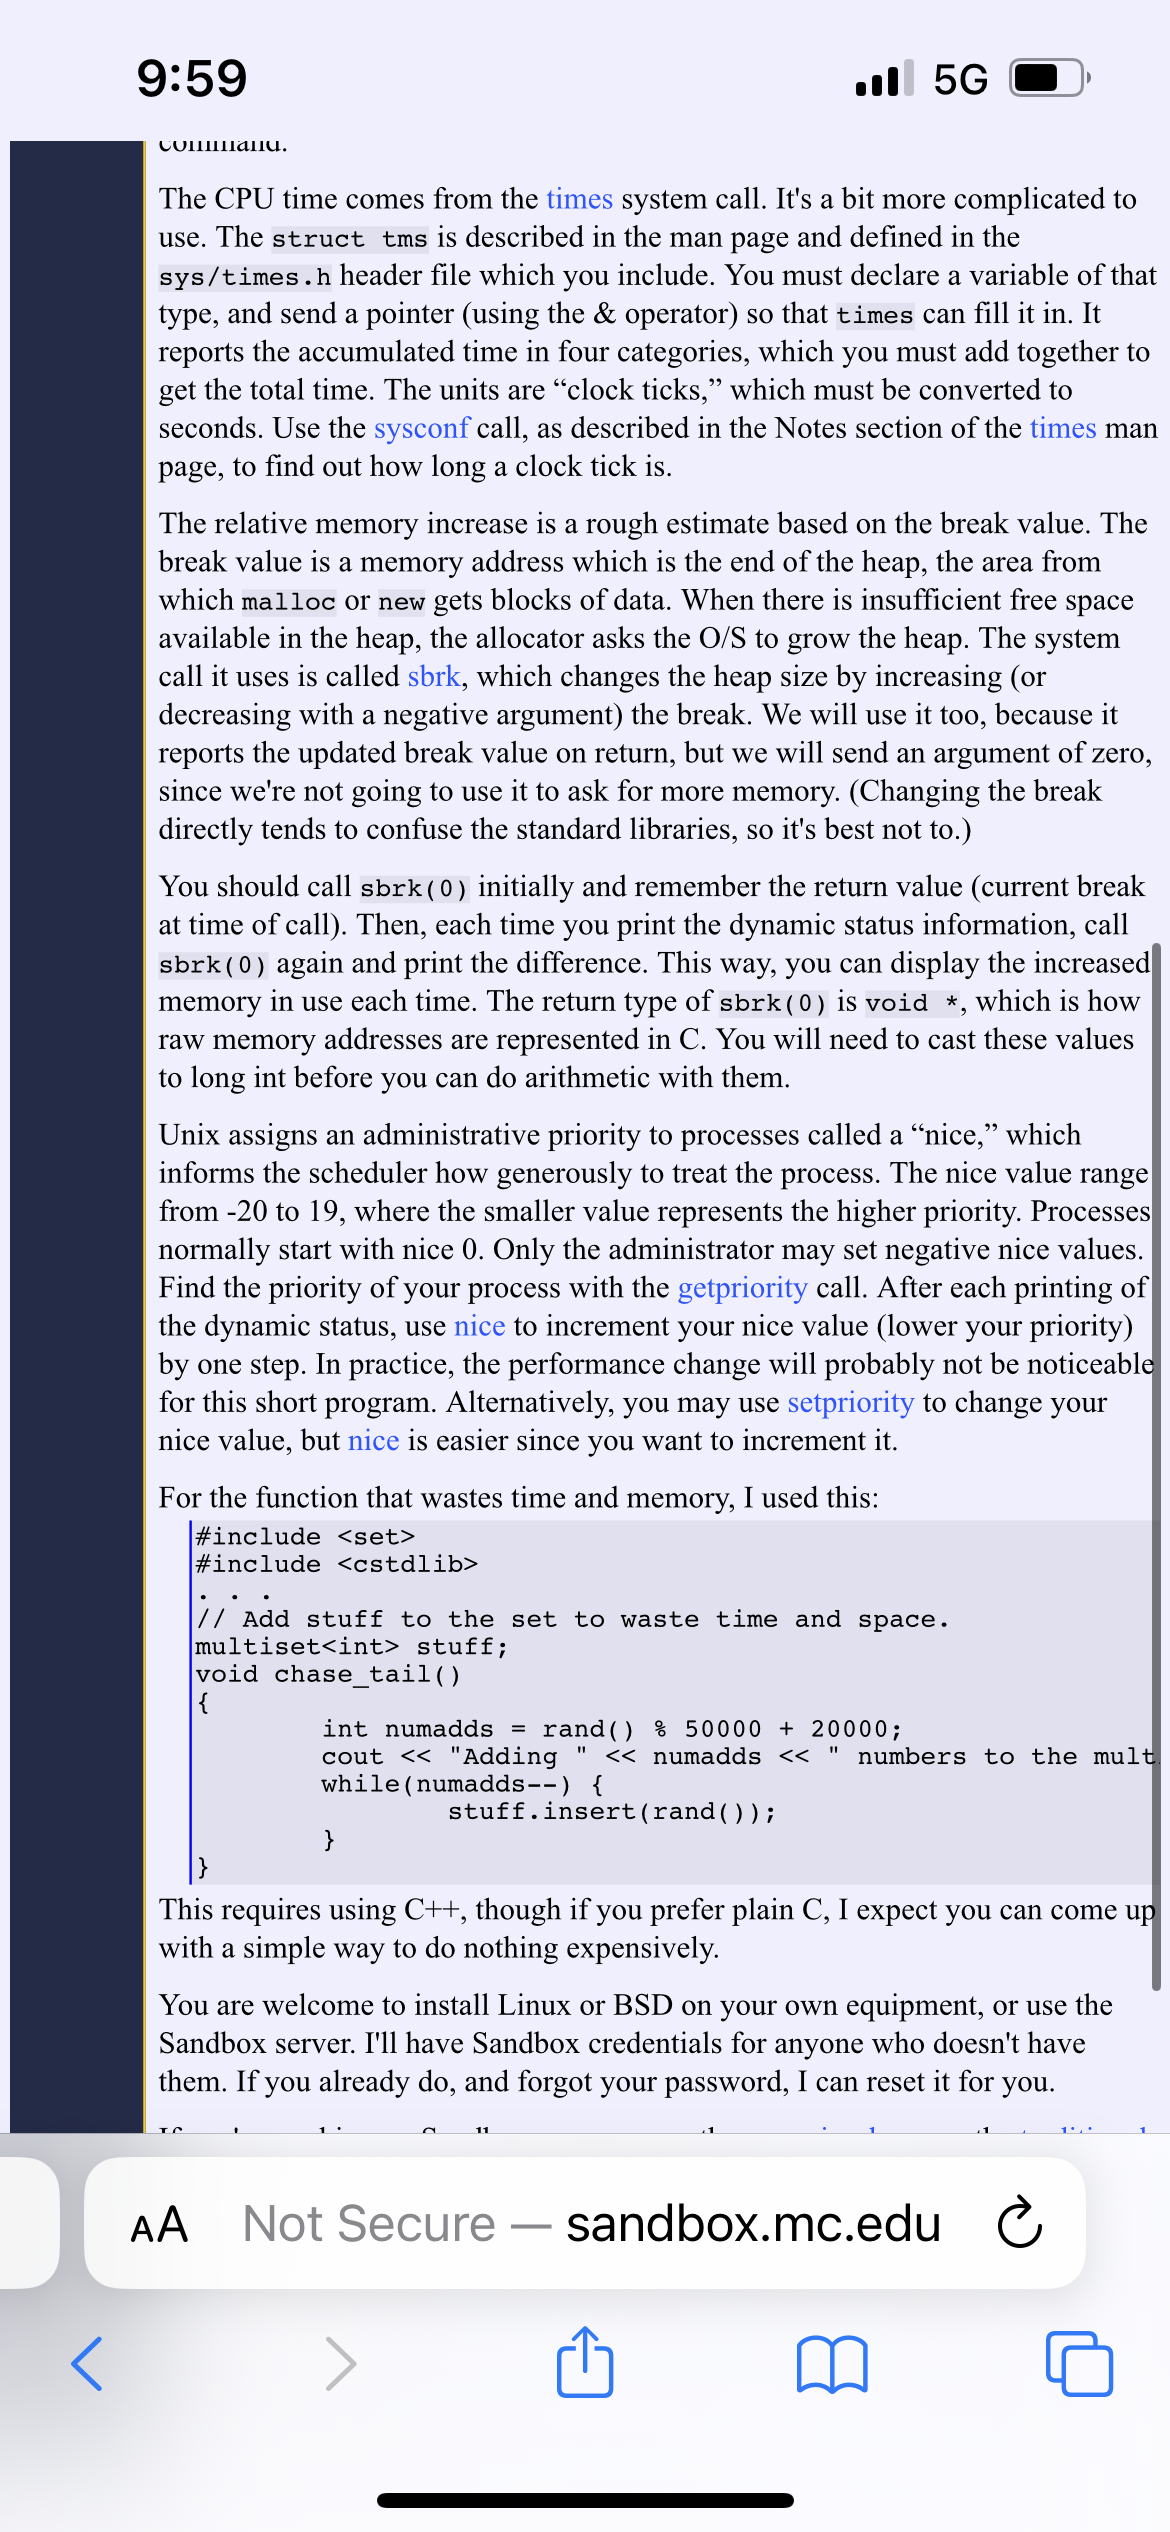 9:59
5G
command.
The CPU time comes from the times system call. It's a bit more complicated to
use. The struct tms is described in the man page and defined in the
sys/times.h header file which you include. You must declare a variable of that
type, and send a pointer (using the & operator) so that times can fill it in. It
reports the accumulated time in four categories, which you must add together to
get the total time. The units are “clock ticks,” which must be converted to
seconds. Use the sysconf call, as described in the Notes section of the times man
page, to find out how long a clock tick is.
The relative memory increase is a rough estimate based on the break value. The
break value is a memory address which is the end of the heap, the area from
which malloc or new gets blocks of data. When there is insufficient free space
available in the heap, the allocator asks the O/S to grow the heap. The system
call it uses is called sbrk, which changes the heap size by increasing (or
decreasing with a negative argument) the break. We will use it too, because it
reports the updated break value on return, but we will send an argument of zero,
since we're not going to use it to ask for more memory. (Changing the break
directly tends to confuse the standard libraries, so it's best not to.)
You should call sbrk(0) initially and remember the return value (current break
at time of call). Then, each time you print the dynamic status information, call
sbrk(0) again and print the difference. This way, you can display the increased
memory in use each time. The return type of sbrk(0) is void *, which is how
raw memory addresses are represented in C. You will need to cast these values
to long int before you can do arithmetic with them.
Unix assigns an administrative priority to processes called a “nice,” which
informs the scheduler how generously to treat the process. The nice value range
from -20 to 19, where the smaller value represents the higher priority. Processes
normally start with nice 0. Only the administrator may set negative nice values.
Find the priority of your process with the getpriority call. After each printing of
the dynamic status, use nice to increment your nice value (lower your priority)
by one step. In practice, the performance change will probably not be noticeable
for this short program. Alternatively, you may use setpriority to change your
nice value, but nice is easier since you want to increment it.
For the function that wastes time and memory, I used this:
#include <set>
#include <cstdlib>
. . .
// Add stuff to the set to waste time and space.
multiset<int> stuff;
void chase_tail()
{
int numadds = rand() % 50000 + 20000;
cout << "Adding " << numadds << " numbers to the mult
while(numadds--) {
stuff.insert(rand());
}
}
This requires using C++, though if you prefer plain C, I expect you can come up
with a simple way to do nothing expensively.
You are welcome to install Linux or BSD on your own equipment, or use the
Sandbox server. I'll have Sandbox credentials for anyone who doesn't have
them. If you already do, and forgot your password, I can reset it for you.
AA Not Secure — sandbox.mc.edu